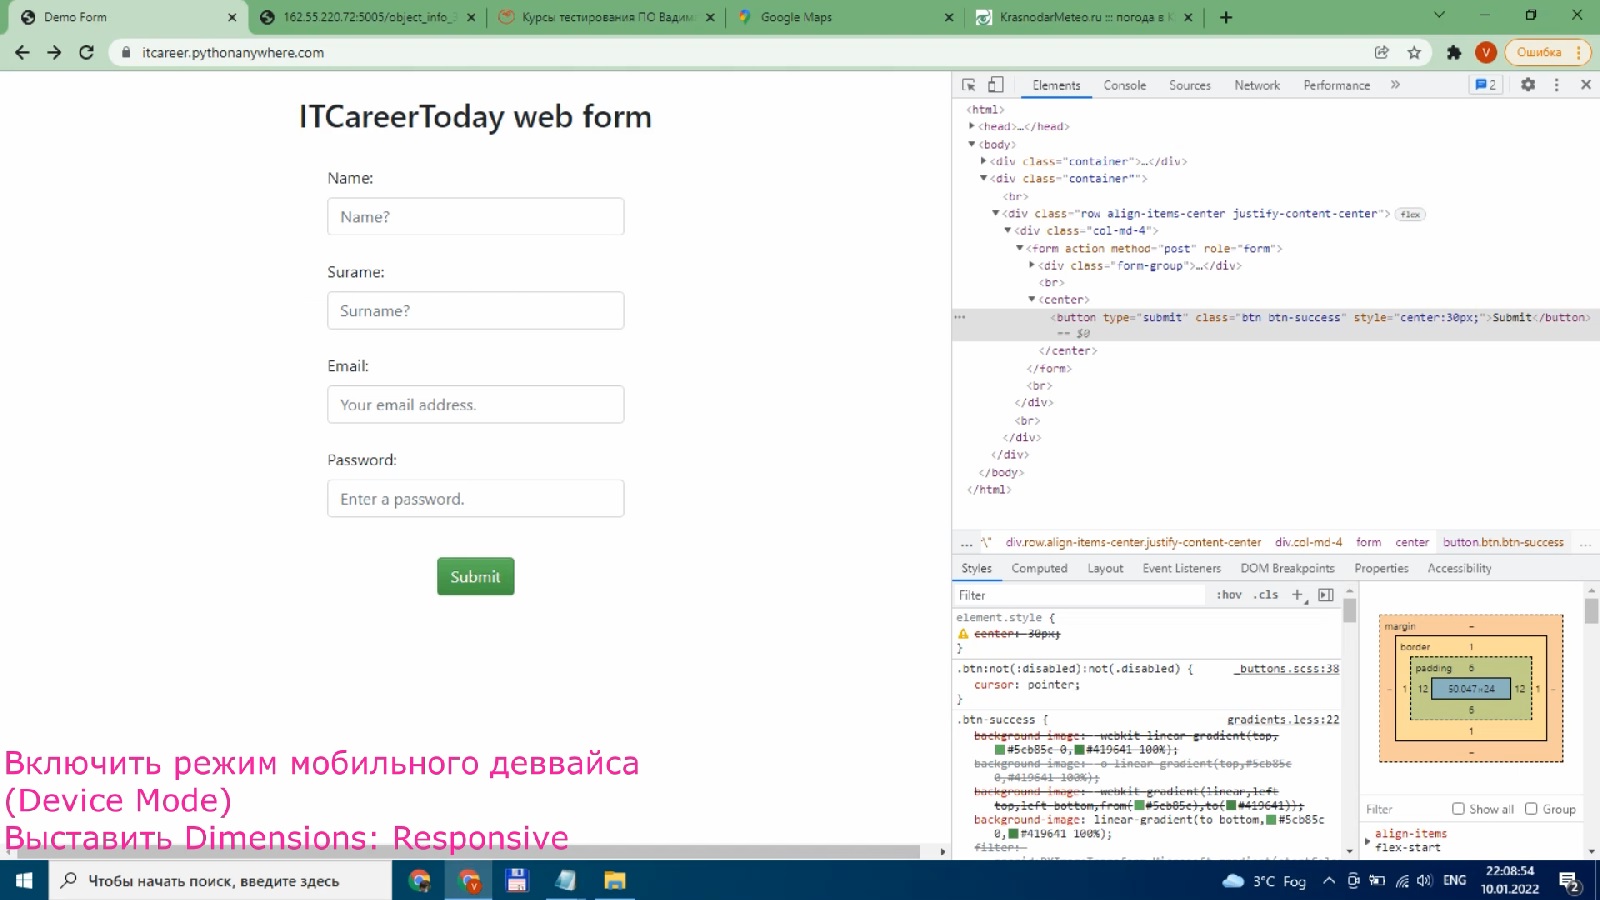 Demo Form
162.55.220.72:5005/object_info_3
Курсы тестирования ПО Вадим
Google Maps
KrasnodarMeteo.ru ::: погода в К
itcareer.pythonanywhere.com
Ошибка
ITCareerToday web form
Name:
Name?
Surame:
Surname?
Email:
Your email address.
Password:
Enter a password.
Submit
Включить режим мобильного деввайса
(Device Mode)
Выставить Dimensions: Responsive
Elements Console Sources Network Performance » 2
<html>
<head>…</head>
<body>
<div class="container">…</div>
<div class="container"">
<br>
<div class="row align-items-center justify-content-center"> flex
<div class="col-md-4">
<form action method="post" role="form">
<div class="form-group">…</div>
<br>
<center>
<button type="submit" class="btn btn-success" style="center:30px;">Submit</button>
== $0
</center>
</form>
<br>
</div>
<br>
</div>
</div>
</body>
</html>
… \" div.row.align-items-center.justify-content-center div.col-md-4 form center button.btn.btn-success …
Styles Computed Layout Event Listeners DOM Breakpoints Properties Accessibility
Filter :hov .cls +
element.style {
center: 30px;
}
.btn:not(:disabled):not(.disabled) { _buttons.scss:38
cursor: pointer;
}
.btn-success { gradients.less:22
background-image: -webkit-linear-gradient(top,
#5cb85c 0,#419641 100%);
background-image: -o-linear-gradient(top,#5cb85c
0,#419641 100%);
background-image: -webkit-gradient(linear,left
top,left bottom,from(#5cb85c),to(#419641));
background-image: linear-gradient(to bottom,#5cb85c
0,#419641 100%);
filter:
margin –
border 1
padding 6
– 1 12 50.047×24 12 1 –
6
1
–
Filter Show all Group
align-items
flex-start
Чтобы начать поиск, введите здесь
3°C Fog
ENG
22:08:54
10.01.2022
2